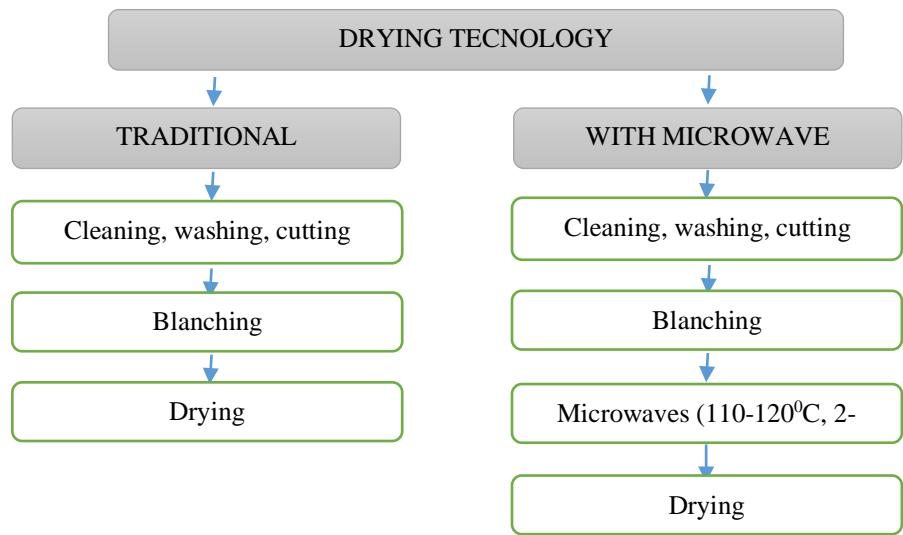 DRYING TECNOLOGY
TRADITIONAL
WITH MICROWAVE
Cleaning, washing, cutting
Cleaning, washing, cutting
Blanching
Blanching
Drying
Microwaves (110-120⁰C, 2-
Drying